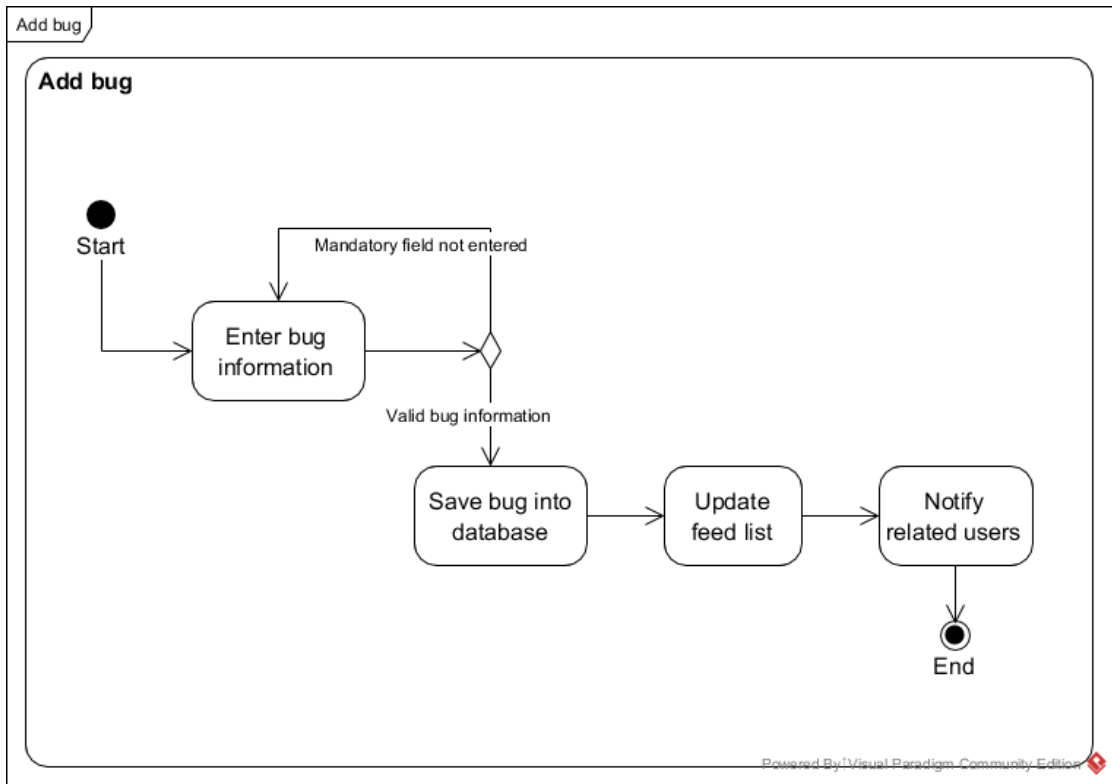 Add bug
Add bug
Start
Mandatory field not entered
Enter bug
information
Valid bug information
Save bug into
database
Update
feed list
Notify
related users
End
Powered By Visual Paradigm Community Edition